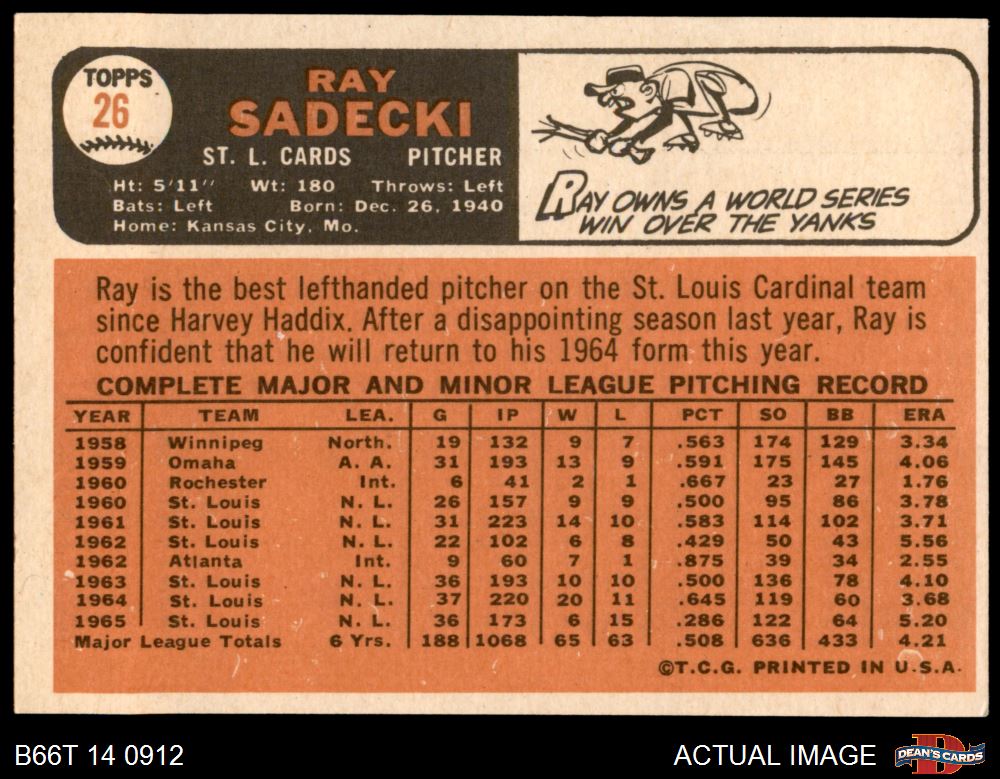 TOPPS
26
RAY
SADECKI
ST. L. CARDS PITCHER
Ht: 5'11" Wt: 180 Throws: Left
Bats: Left Born: Dec. 26, 1940
Home: Kansas City, Mo.
RAY OWNS A WORLD SERIES
WIN OVER THE YANKS
Ray is the best lefthanded pitcher on the St. Louis Cardinal team
since Harvey Haddix. After a disappointing season last year, Ray is
confident that he will return to his 1964 form this year.
COMPLETE MAJOR AND MINOR LEAGUE PITCHING RECORD
YEAR TEAM LEA. G IP W L PCT SO BB ERA
1958 Winnipeg North. 19 132 9 7 .563 174 129 3.34
1959 Omaha A. A. 31 193 13 9 .591 175 145 4.06
1960 Rochester Int. 6 41 2 1 .667 23 27 1.76
1960 St. Louis N. L. 26 157 9 9 .500 95 86 3.78
1961 St. Louis N. L. 31 223 14 10 .583 114 102 3.71
1962 St. Louis N. L. 22 102 6 8 .429 50 43 5.56
1962 Atlanta Int. 9 60 7 1 .875 39 34 2.55
1963 St. Louis N. L. 36 193 10 10 .500 136 78 4.10
1964 St. Louis N. L. 37 220 20 11 .645 119 60 3.68
1965 St. Louis N. L. 36 173 6 15 .286 122 64 5.20
Major League Totals 6 Yrs. 188 1068 65 63 .508 636 433 4.21
©T.C.G. PRINTED IN U.S.A.
B66T 14 0912 ACTUAL IMAGE
DEAN'S CARDS